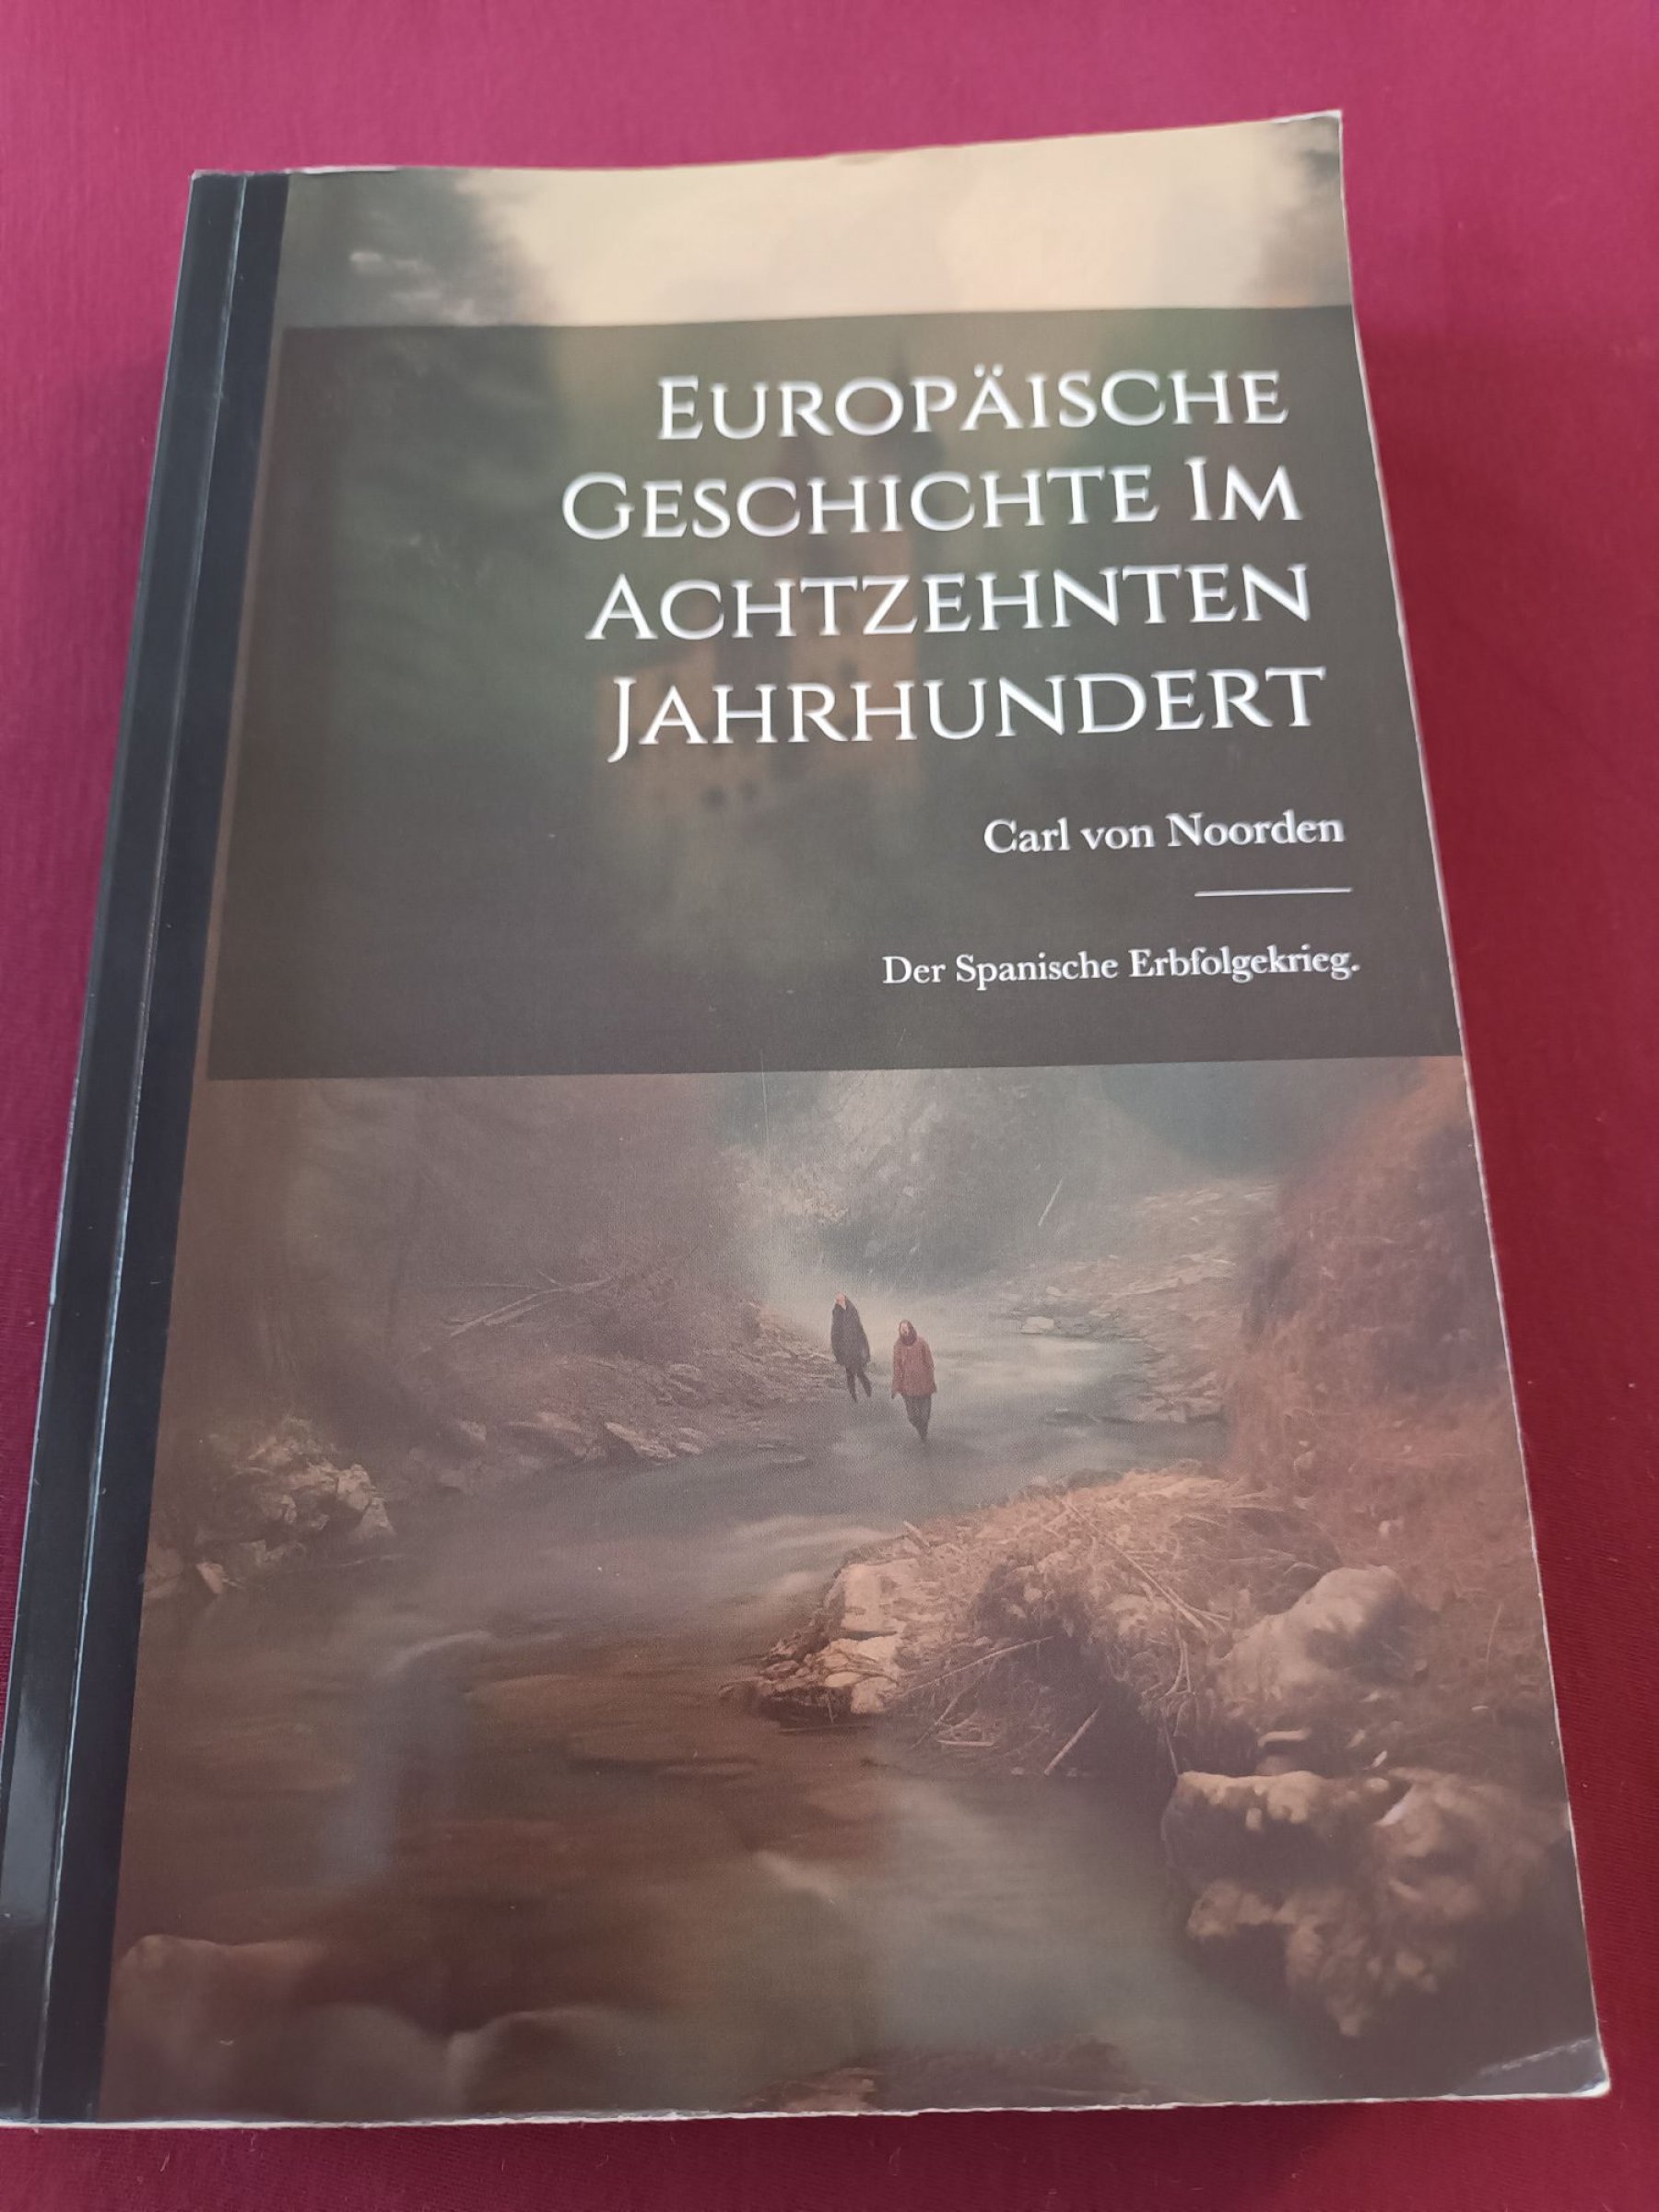 Europäische
Geschichte Im
Achtzehnten
Jahrhundert
Carl von Noorden
Der Spanische Erbfolgekrieg.